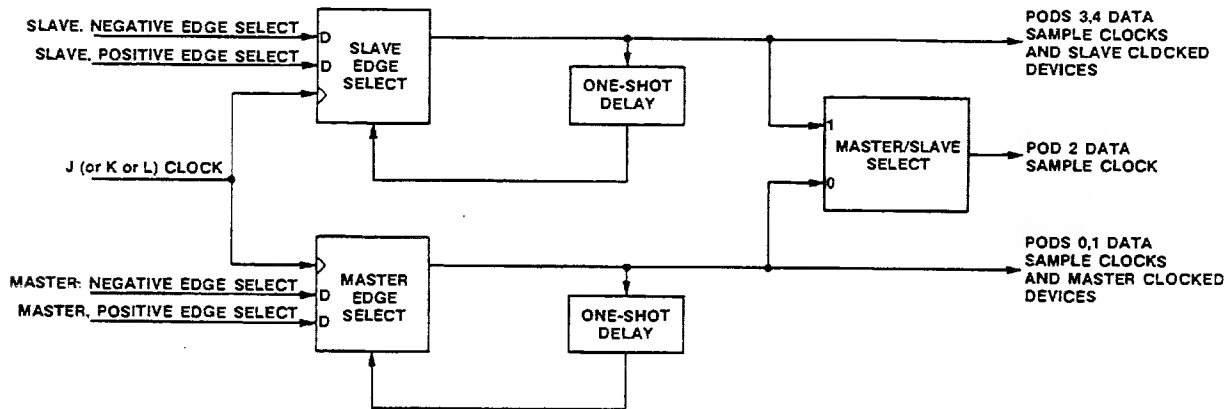 SLAVE. NEGATIVE EDGE SELECT
SLAVE, POSITIVE EDGE SELECT
D
D
SLAVE
EDGE
SELECT
ONE-SHOT
DELAY
PODS 3,4 DATA
SAMPLE CLOCKS
AND SLAVE CLDCKED
DEVICES
1
MASTER/SLAVE
SELECT
0
POD 2 DATA
SAMPLE CLOCK
J (or K or L) CLOCK
MASTER: NEGATIVE EDGE SELECT
MASTER, POSITIVE EDGE SELECT
D
D
MASTER
EDGE
SELECT
ONE-SHOT
DELAY
PODS 0,1 DATA
SAMPLE CLOCKS
AND MASTER CLOCKED
DEVICES